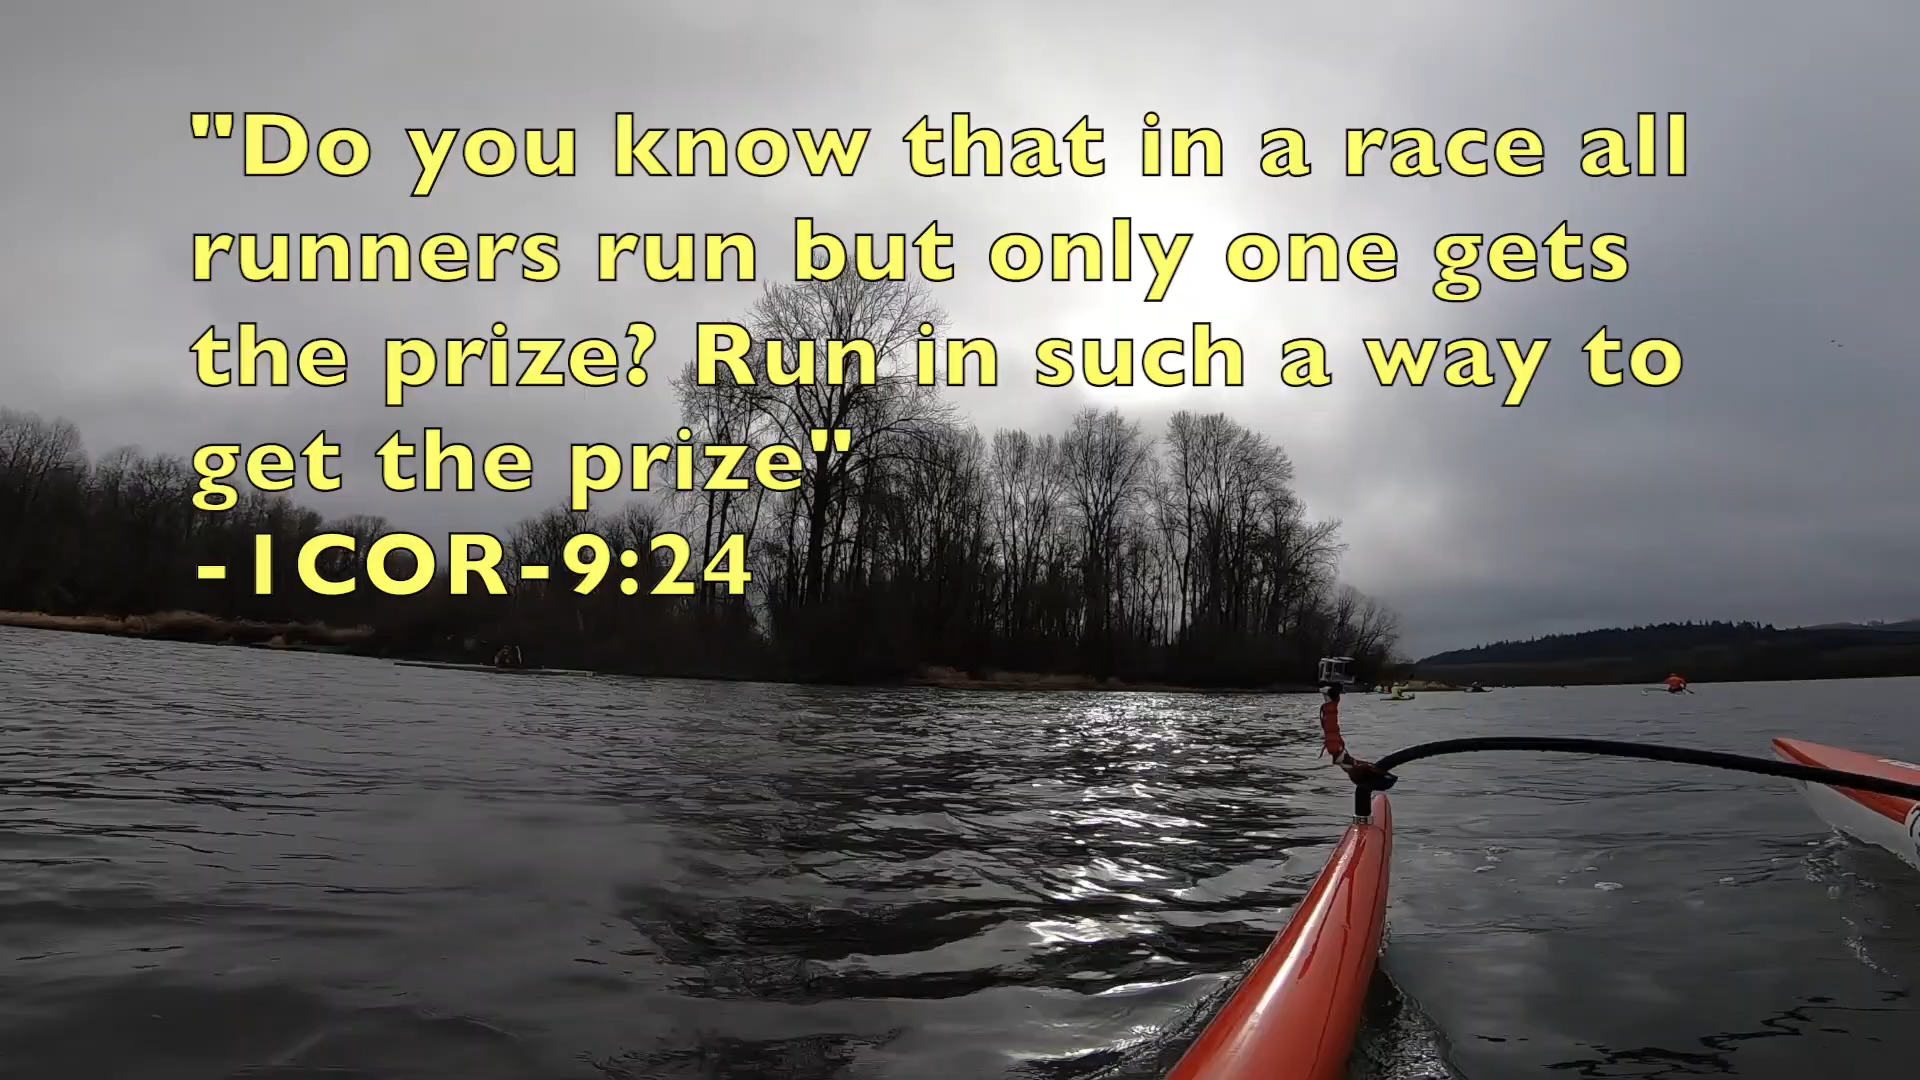 "Do you know that in a race all
runners run but only one gets
the prize? Run in such a way to
get the prize"
-1COR-9:24